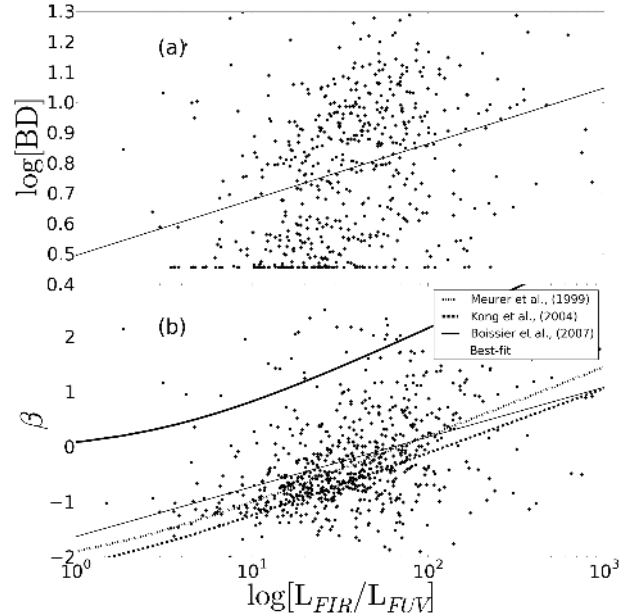 1.3
1.2
1.1
1.0
0.9
0.8
0.7
0.6
0.5
0.4
log[BD]
(a)
2
1
0
−1
−2
β
(b)
Meurer et al., (1999)
Kong et al., (2004)
Boissier et al., (2007)
Best-fit
10^0 10^1 10^2 10^3
log[L_FIR/L_FUV]